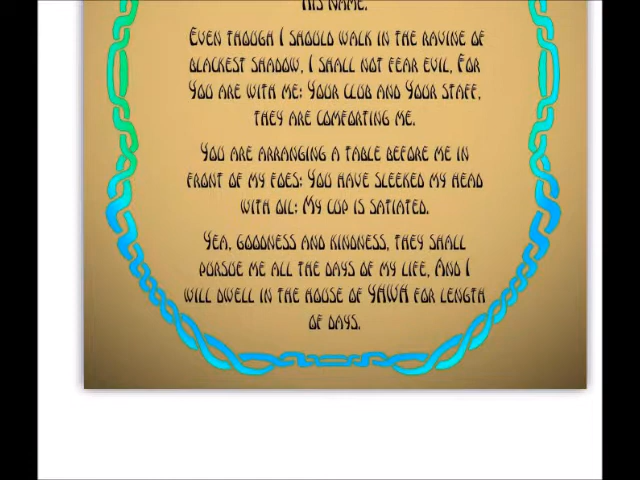 His name.
Even though I should walk in the ravine of
blackest shadow, I shall not fear evil, For
You are with me: Your club and Your staff,
they are comforting me.
You are arranging a table before me in
front of my foes: You have sleeked my head
with oil: My cup is satiated.
Yea, goodness and kindness, they shall
pursue me all the days of my life, And I
will dwell in the house of YHWH for length
of days.